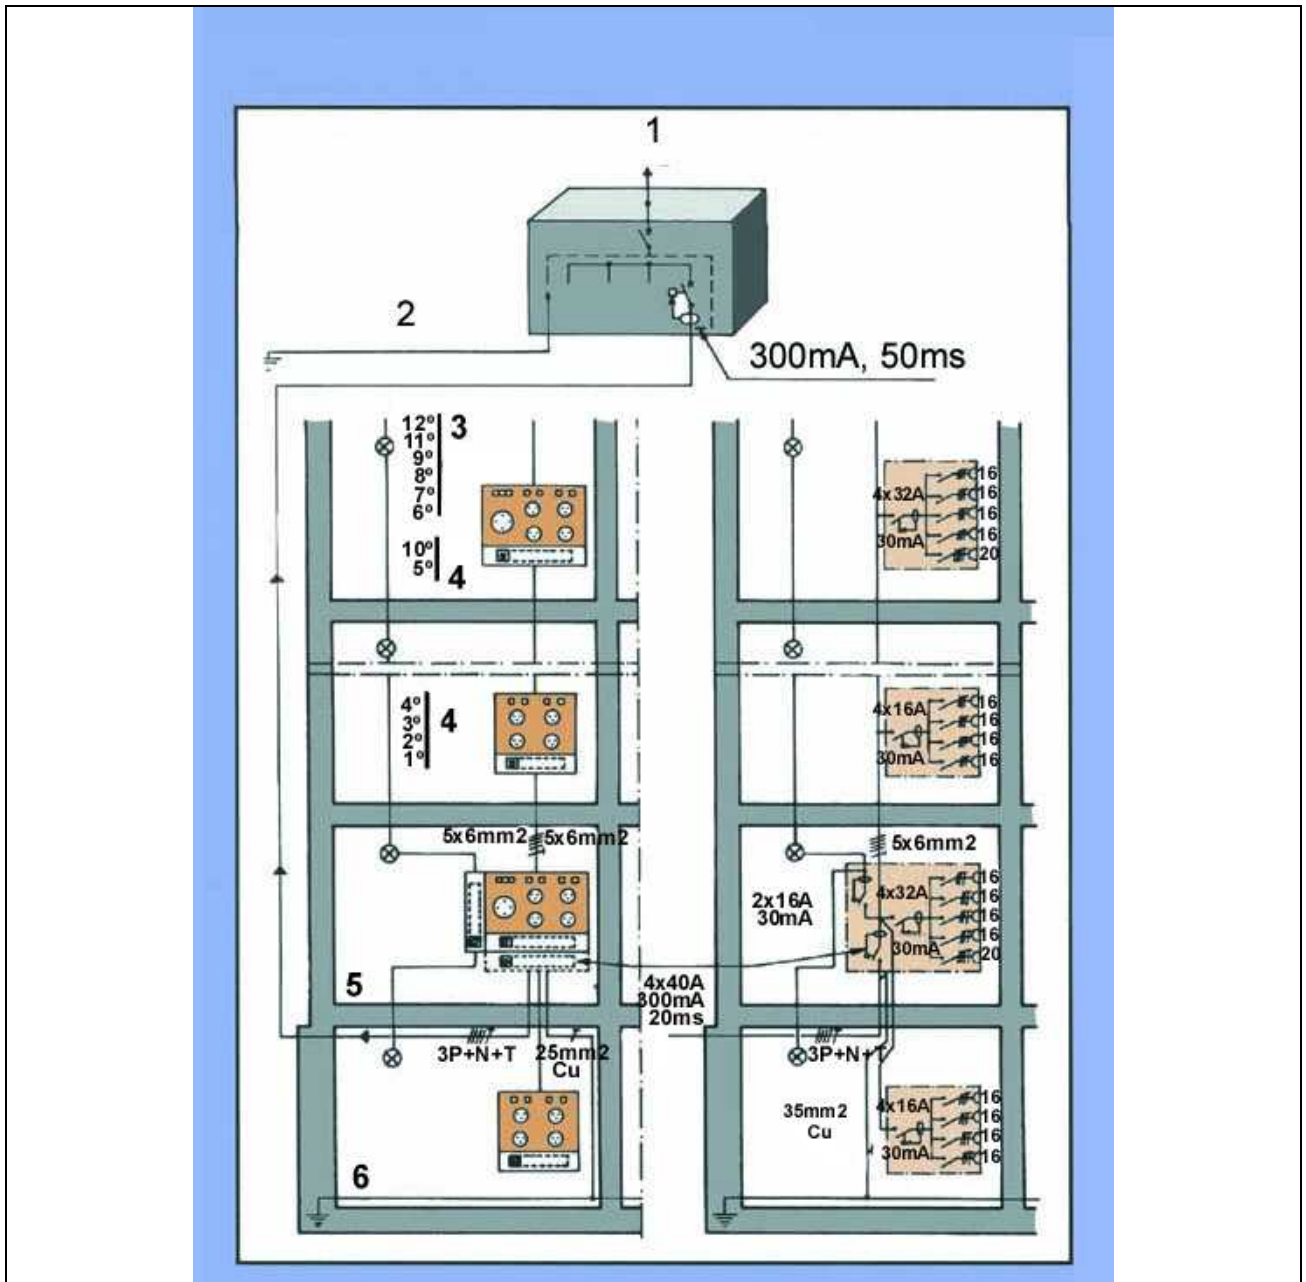 1
2
300mA, 50ms
12º
11º
9º
8º
7º
6º
3
10º
5º
4
4x32A
30mA
16
16
16
16
20
4º
3º
2º
1º
4
4x16A
30mA
16
16
16
16
5x6mm2
5x6mm2
5x6mm2
2x16A
30mA
4x32A
30mA
16
16
16
16
20
5
4x40A
300mA
20ms
3P+N+T
25mm2
Cu
3P+N+T
35mm2
Cu
4x16A
30mA
16
16
16
16
6